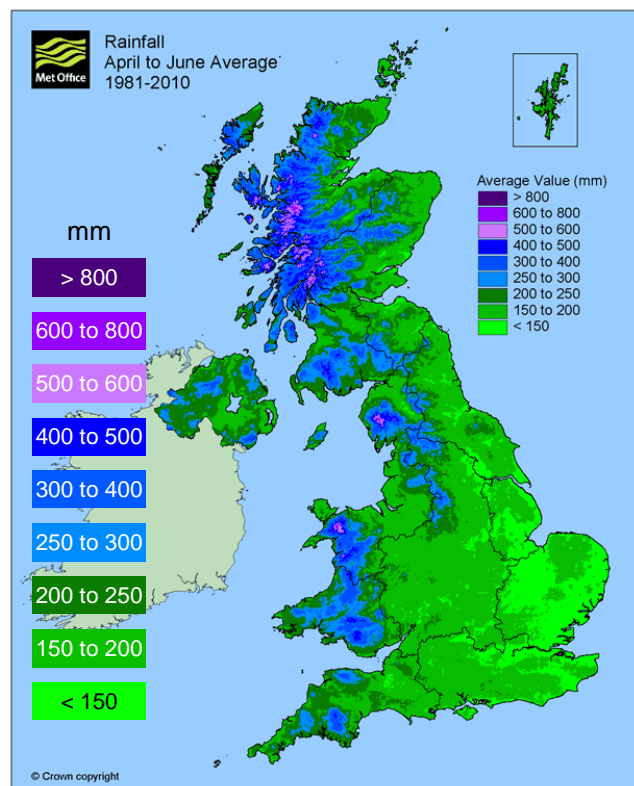 Met Office
Rainfall
April to June Average
1981-2010
Average Value (mm)
> 800
600 to 800
500 to 600
400 to 500
300 to 400
250 to 300
200 to 250
150 to 200
< 150
mm
> 800
600 to 800
500 to 600
400 to 500
300 to 400
250 to 300
200 to 250
150 to 200
< 150
© Crown copyright